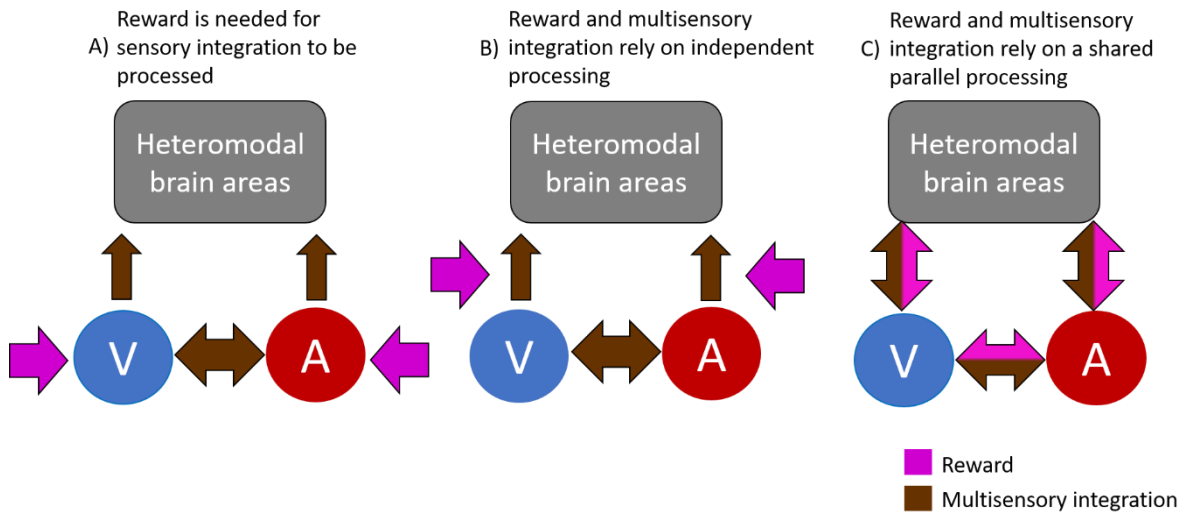 Reward is needed for
A) sensory integration to be
processed
Heteromodal
brain areas
V
A
Reward and multisensory
B) integration rely on independent
processing
Heteromodal
brain areas
V
A
Reward and multisensory
C) integration rely on a shared
parallel processing
Heteromodal
brain areas
V
A
Reward
Multisensory integration